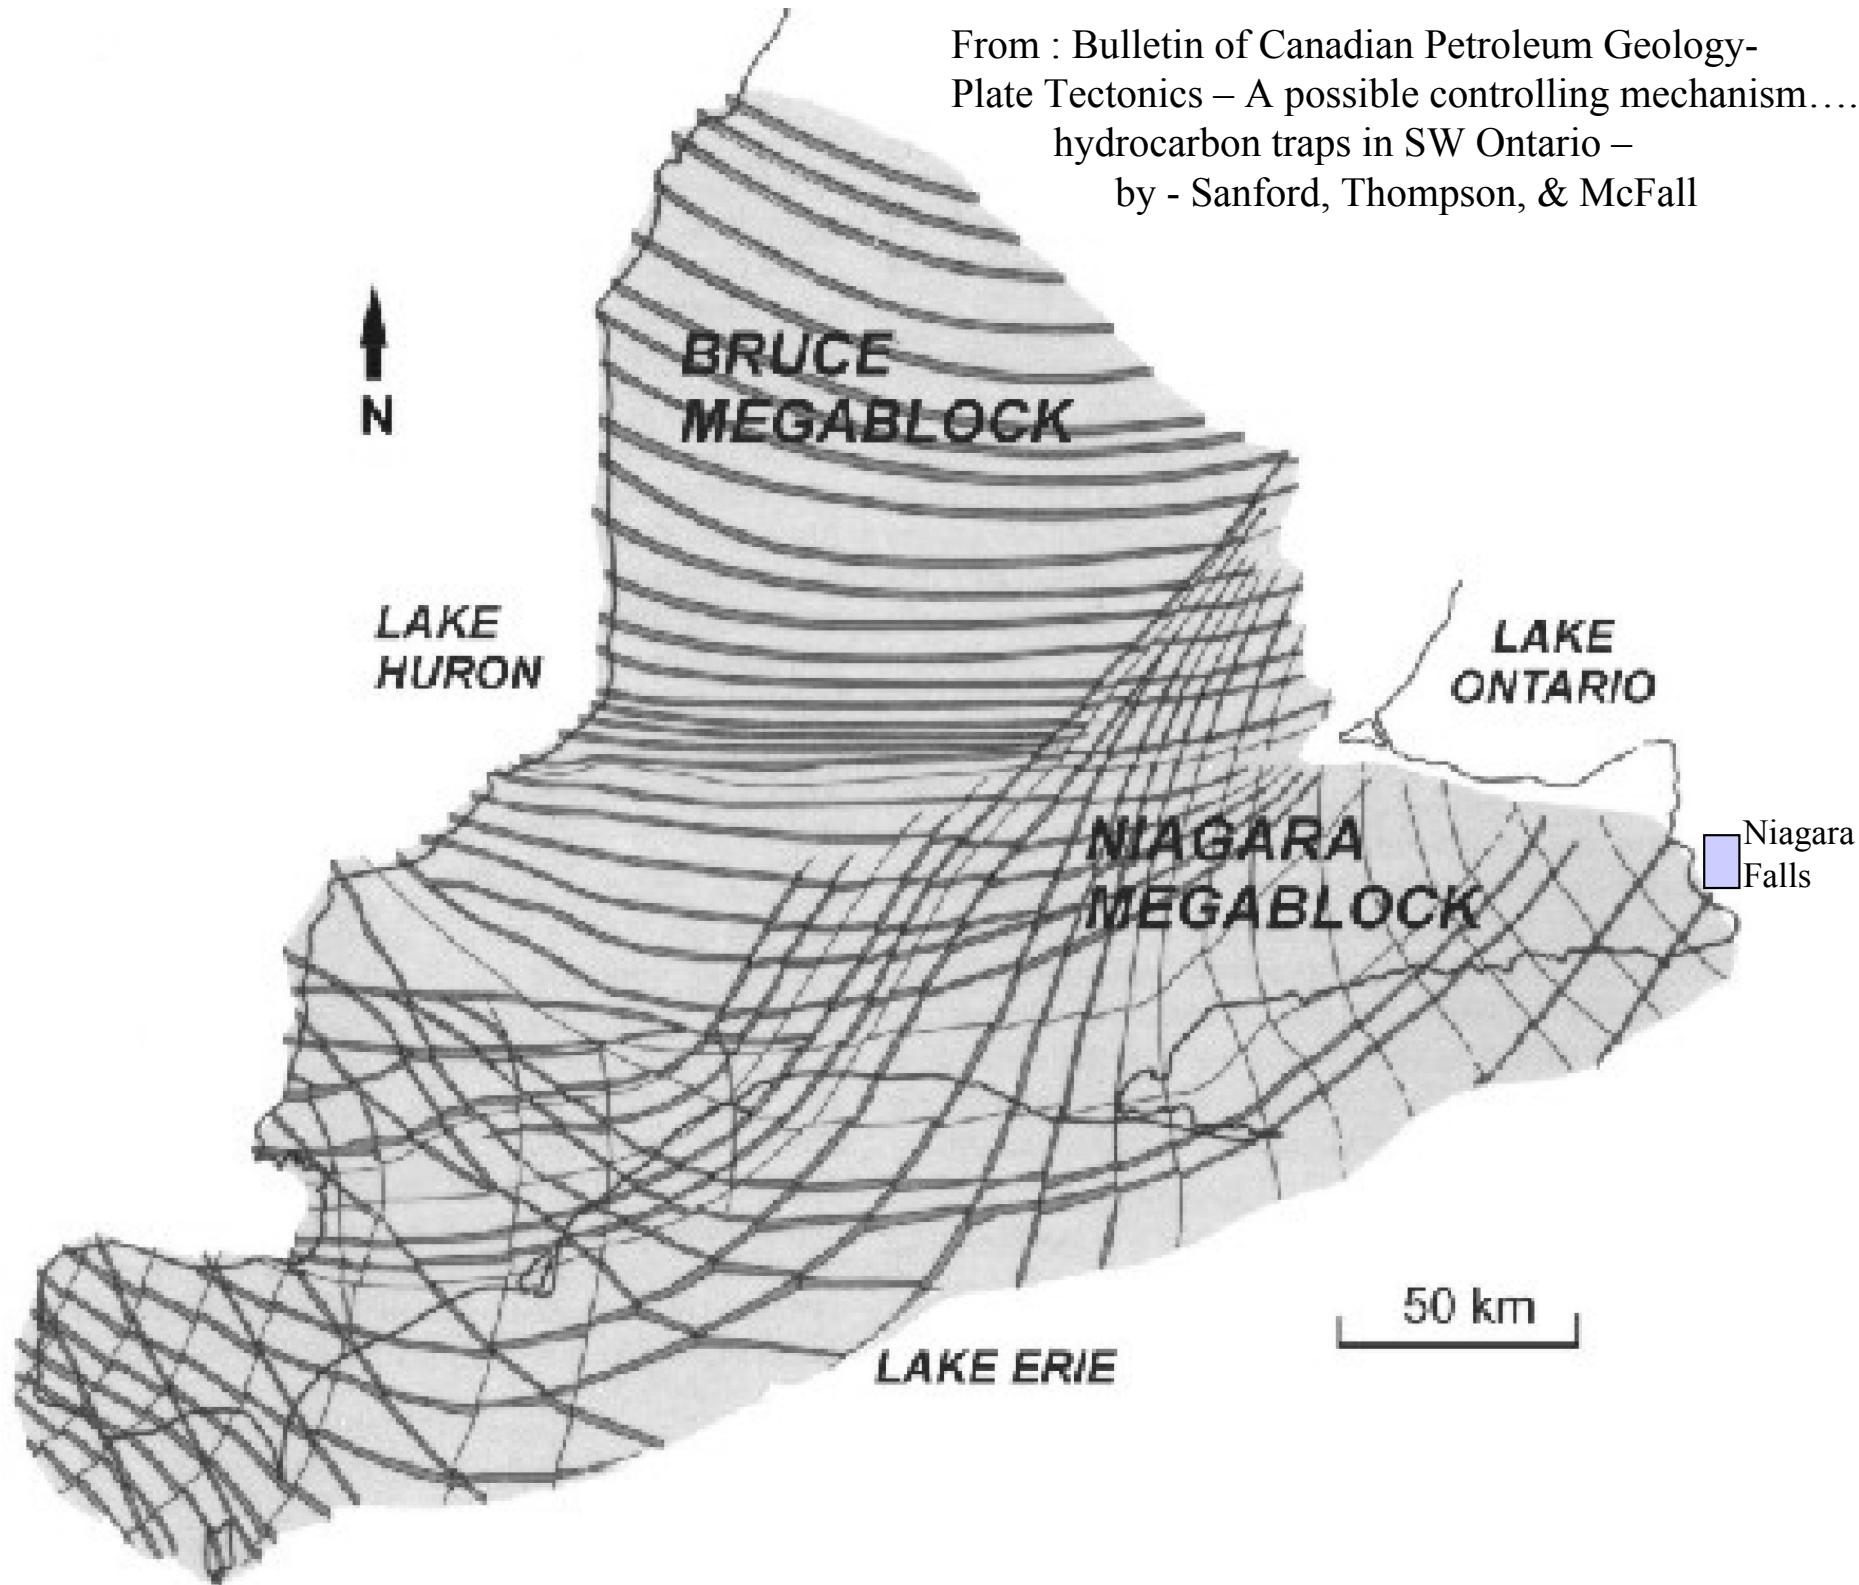 From : Bulletin of Canadian Petroleum Geology-
Plate Tectonics – A possible controlling mechanism….
hydrocarbon traps in SW Ontario –
by - Sanford, Thompson, & McFall
BRUCE
MEGABLOCK
N
LAKE
HURON
LAKE
ONTARIO
NIAGARA
MEGABLOCK
Niagara
Falls
50 km
LAKE ERIE